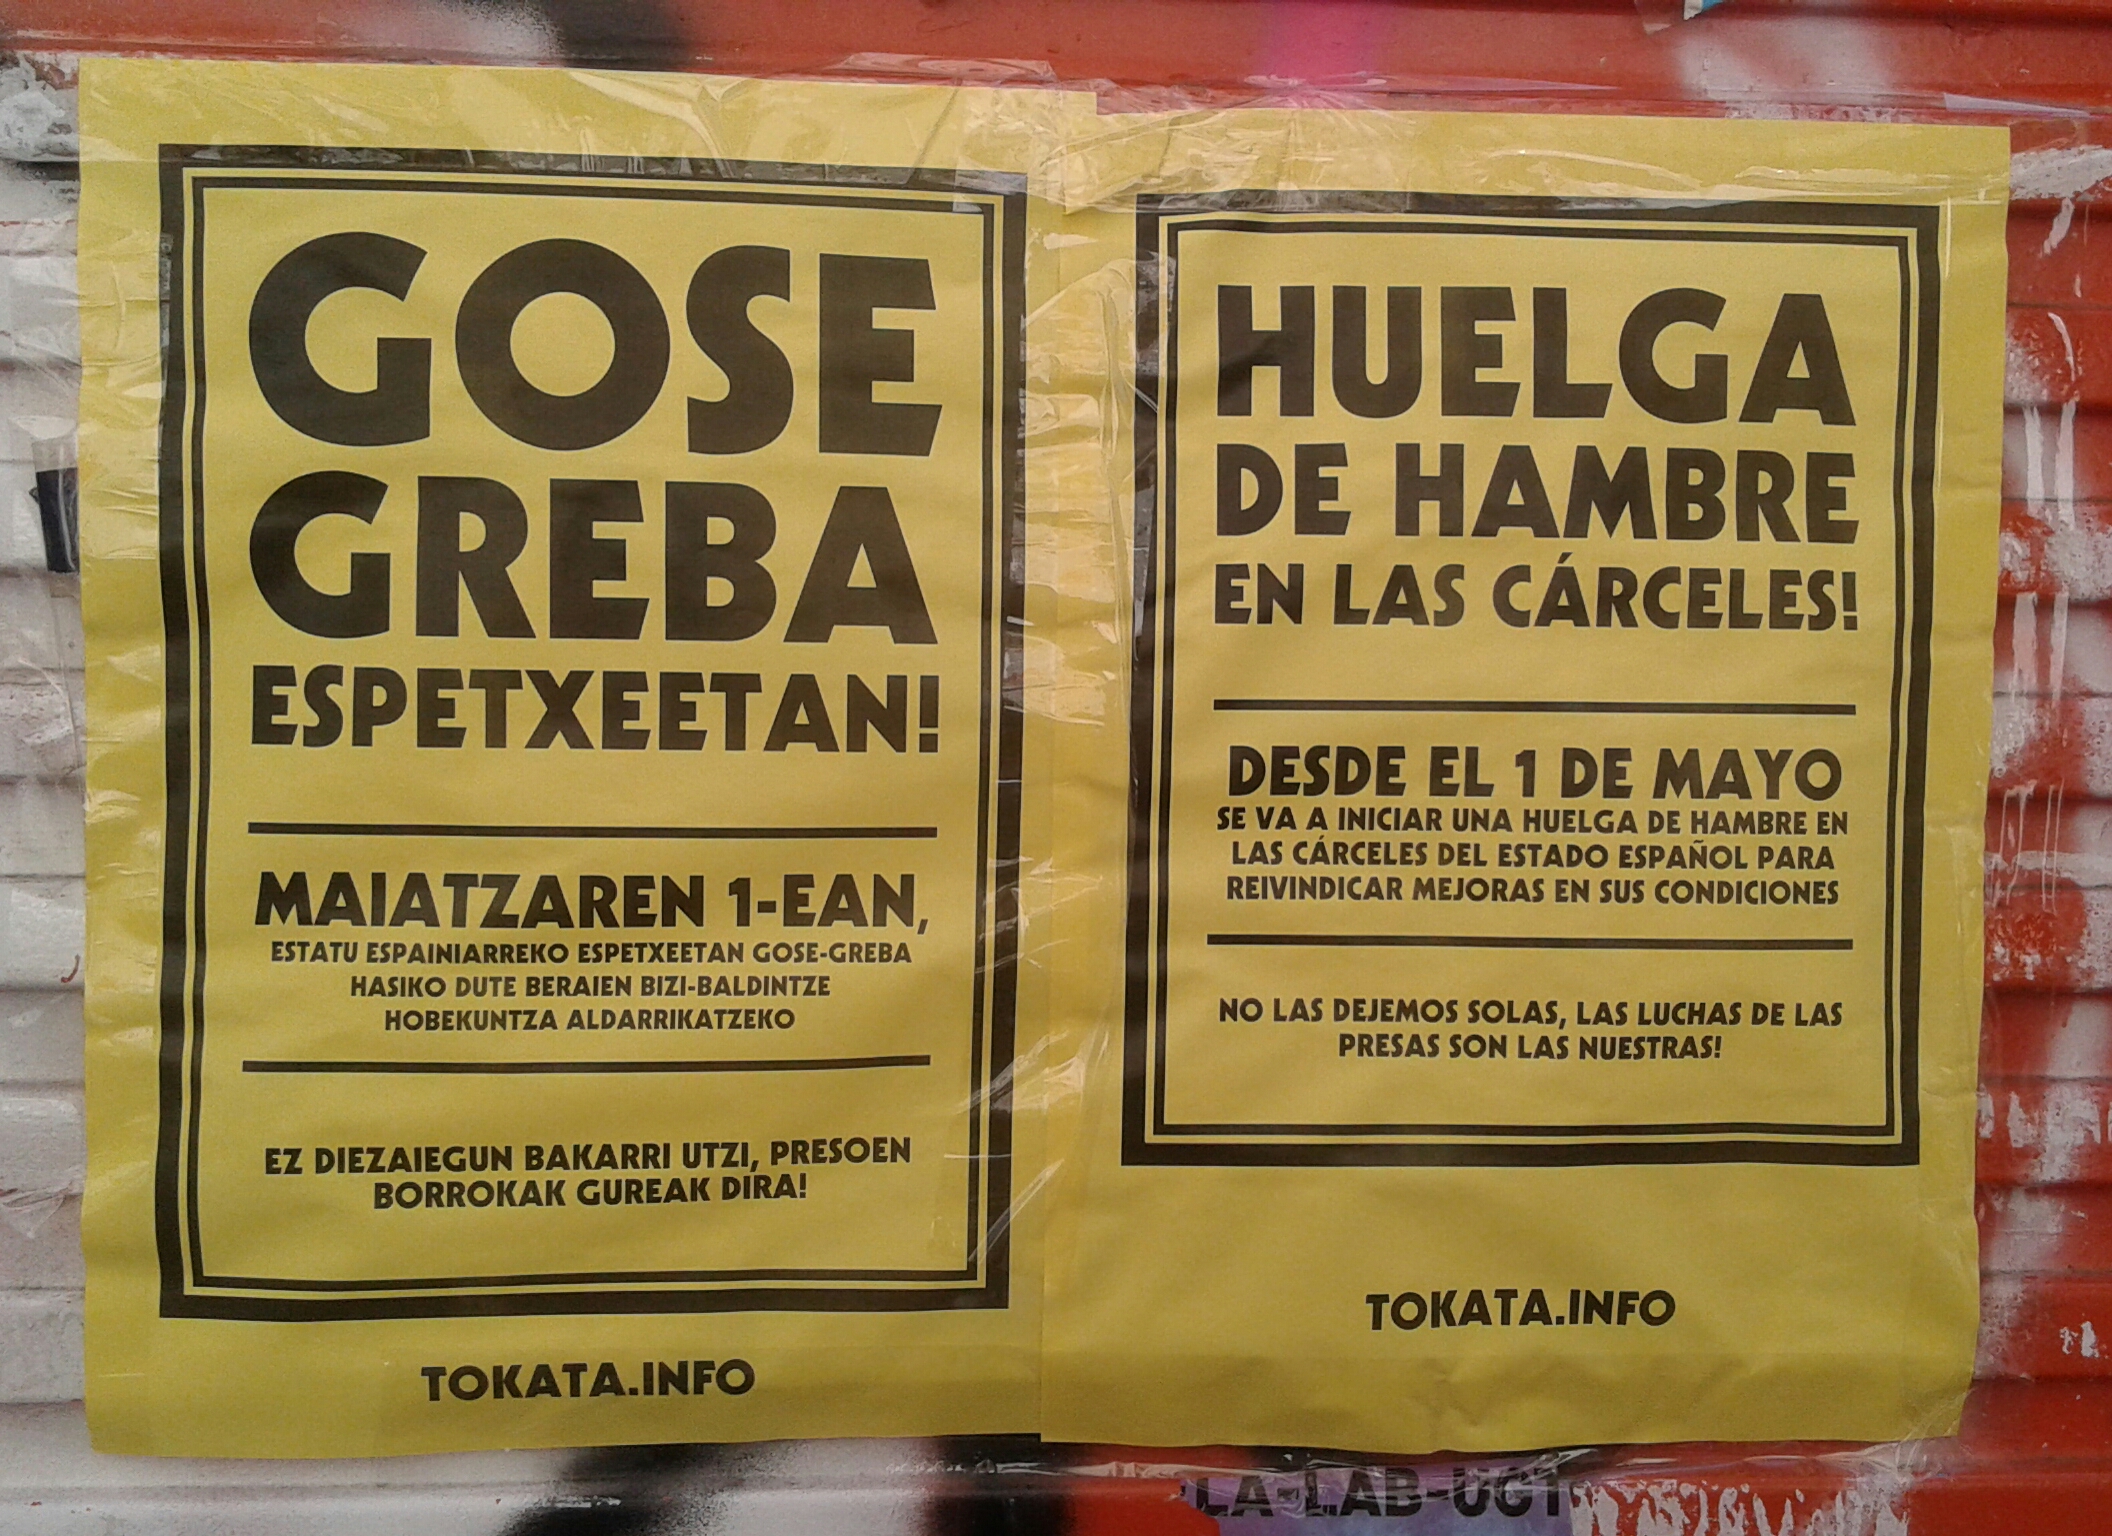 GOSE
GREBA
ESPETXEETAN!
MAIATZAREN 1-EAN,
ESTATU ESPAINIARREKO ESPETXEETAN GOSE-GREBA
HASIKO DUTE BERAIEN BIZI-BALDINTZE
HOBEKUNTZA ALDARRIKATZEKO
EZ DIEZAIEGUN BAKARRI UTZI, PRESOEN
BORROKAK GUREAK DIRA!
TOKATA.INFO
HUELGA
DE HAMBRE
EN LAS CÁRCELES!
DESDE EL 1 DE MAYO
SE VA A INICIAR UNA HUELGA DE HAMBRE EN
LAS CÁRCELES DEL ESTADO ESPAÑOL PARA
REIVINDICAR MEJORAS EN SUS CONDICIONES
NO LAS DEJEMOS SOLAS, LAS LUCHAS DE LAS
PRESAS SON LAS NUESTRAS!
TOKATA.INFO